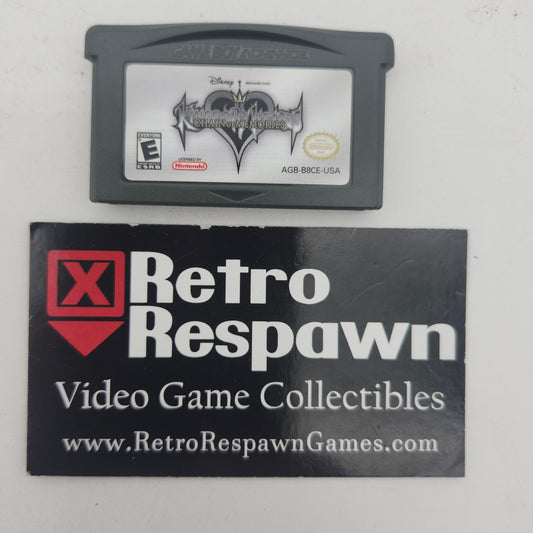 GAME BOY ADVANCE
Disney SQUARE ENIX
KINGDOM HEARTS
CHAIN OF MEMORIES
EVERYONE
E
ESRB
LICENSED BY
Nintendo
Nintendo
AGB-B8CE-USA
X Retro
Respawn
Video Game Collectibles
www.RetroRespawnGames.com